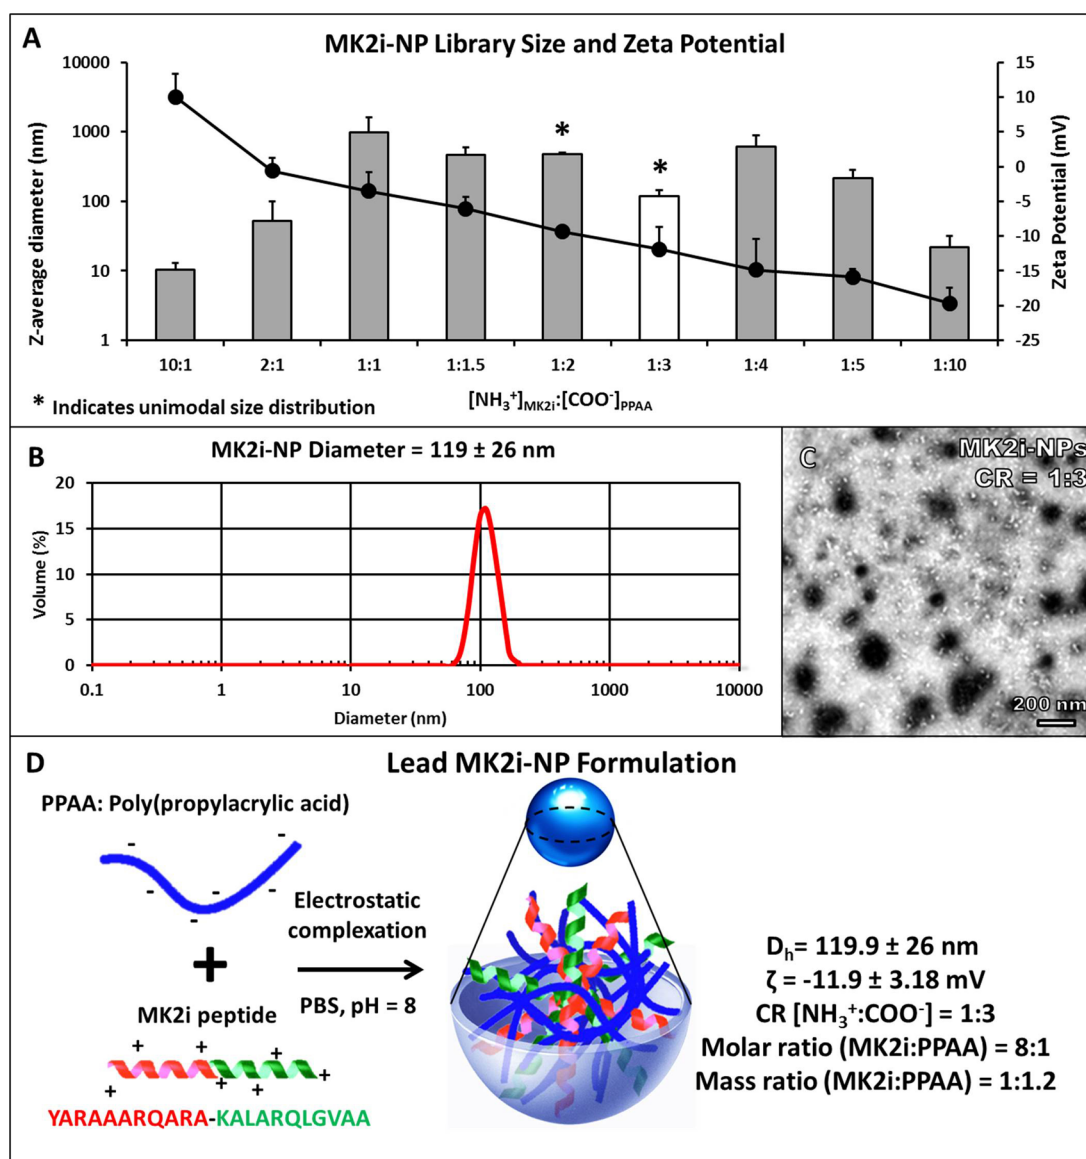 A
MK2i-NP Library Size and Zeta Potential
Z-average diameter (nm)
10000
1000
100
10
1
*
*
15
10
5
0
-5
-10
-15
-20
-25
Zeta Potential (mV)
10:1 2:1 1:1 1:1.5 1:2 1:3 1:4 1:5 1:10
* Indicates unimodal size distribution
[NH₃⁺]MK2i:[COO⁻]PPAA
B
MK2i-NP Diameter = 119 ± 26 nm
Volume (%)
20
15
10
5
0
0.1 1 10 100 1000 10000
Diameter (nm)
C
MK2i-NPs
CR = 1:3
200 nm
D
Lead MK2i-NP Formulation
PPAA: Poly(propylacrylic acid)
- - - - - -
+
MK2i peptide
+ + + + + + +
YARAAARQARA-KALARQLGVAA
Electrostatic
complexation
PBS, pH = 8
Dₕ= 119.9 ± 26 nm
ζ = -11.9 ± 3.18 mV
CR [NH₃⁺:COO⁻] = 1:3
Molar ratio (MK2i:PPAA) = 8:1
Mass ratio (MK2i:PPAA) = 1:1.2